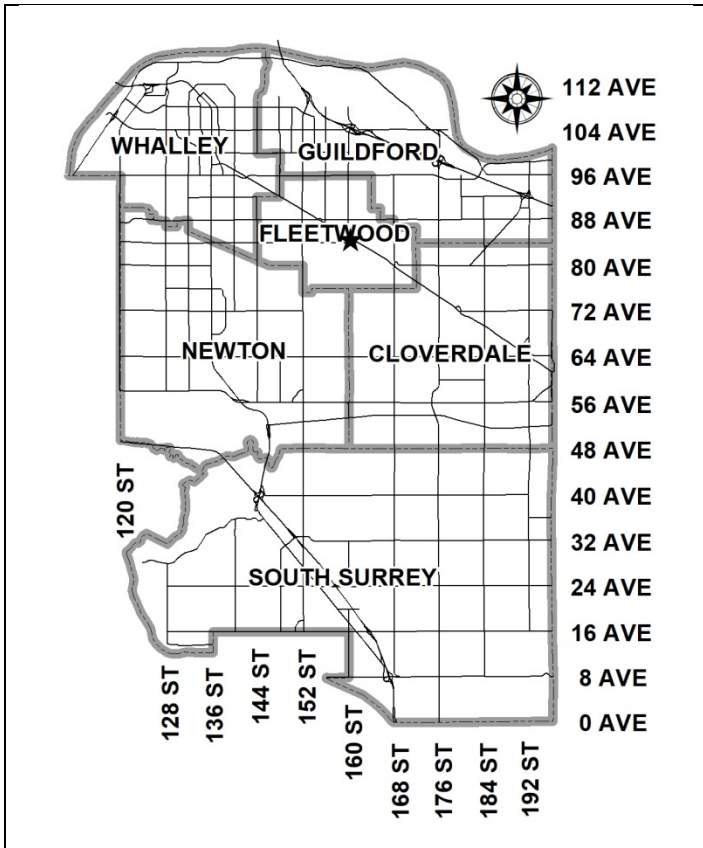 112 AVE
104 AVE
WHALLEY
GUILDFORD
96 AVE
88 AVE
FLEETWOOD
80 AVE
72 AVE
NEWTON
CLOVERDALE
64 AVE
56 AVE
48 AVE
120 ST
40 AVE
32 AVE
SOUTH SURREY
24 AVE
16 AVE
128 ST
136 ST
144 ST
152 ST
8 AVE
160 ST
0 AVE
168 ST
176 ST
184 ST
192 ST